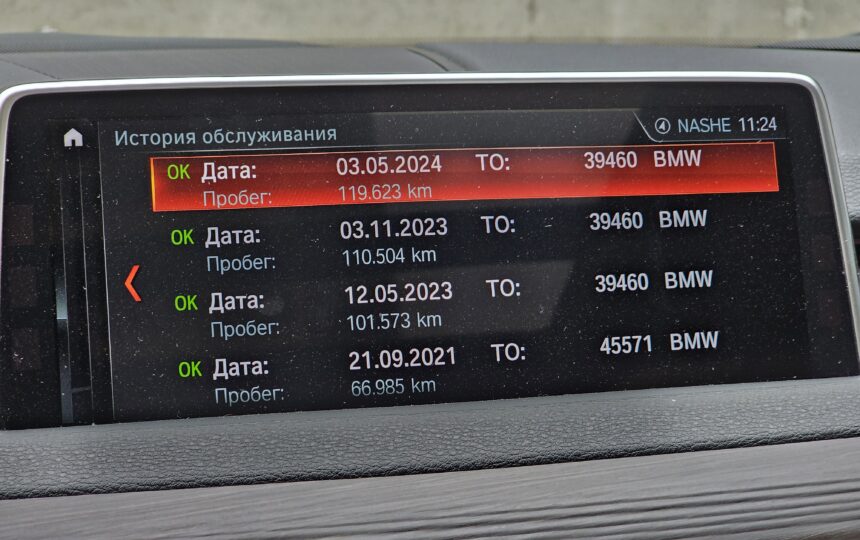 История обслуживания NASHE 11:24
OK Дата: 03.05.2024 ТО: 39460 BMW
Пробег: 119.623 km
OK Дата: 03.11.2023 ТО: 39460 BMW
Пробег: 110.504 km
OK Дата: 12.05.2023 ТО: 39460 BMW
Пробег: 101.573 km
OK Дата: 21.09.2021 ТО: 45571 BMW
Пробег: 66.985 km